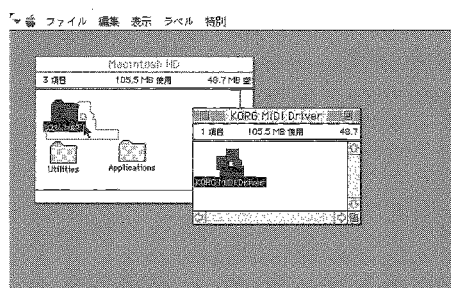 ファイル 編集 表示 ラベル 特別
Macintosh HD
3 項目 105.5 MB 使用 48.7 MB 空
Utilities Applications
KORG MIDI Driver
1 項目 105.5 MB 使用 48.7
KORG MIDI Driver